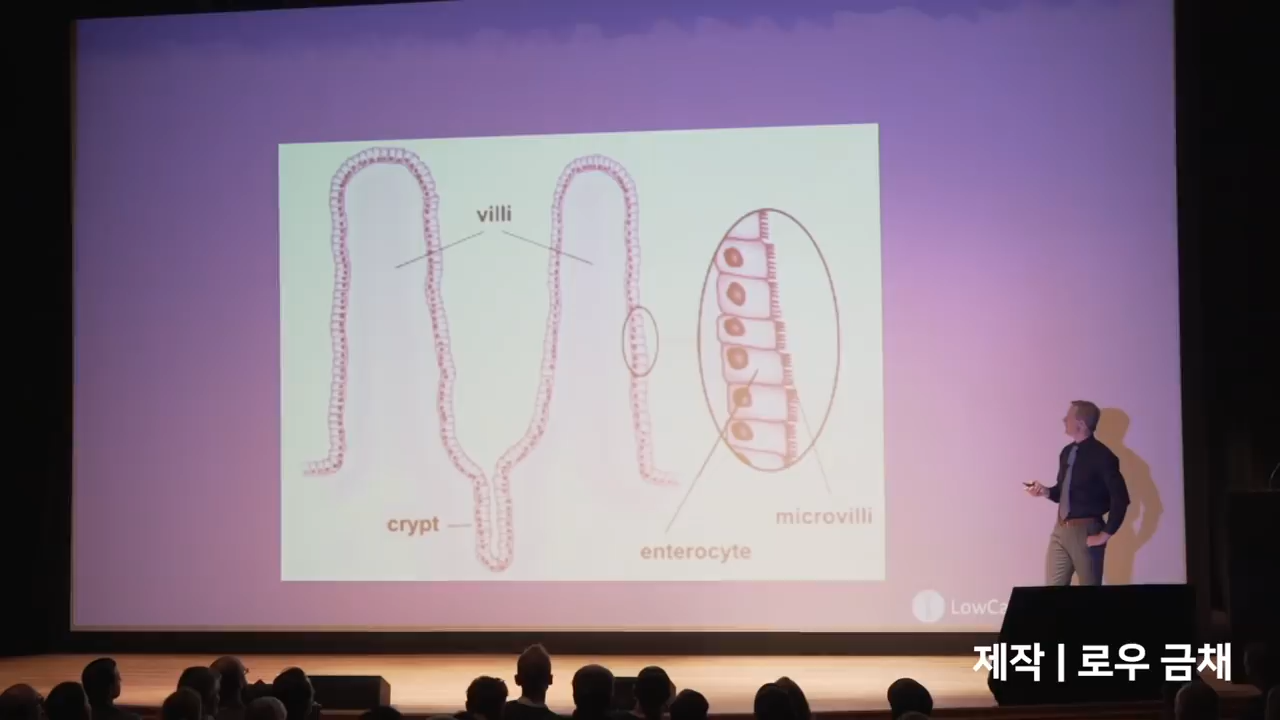 villi
crypt
microvilli
enterocyte
LowCa
제작 | 로우 금채